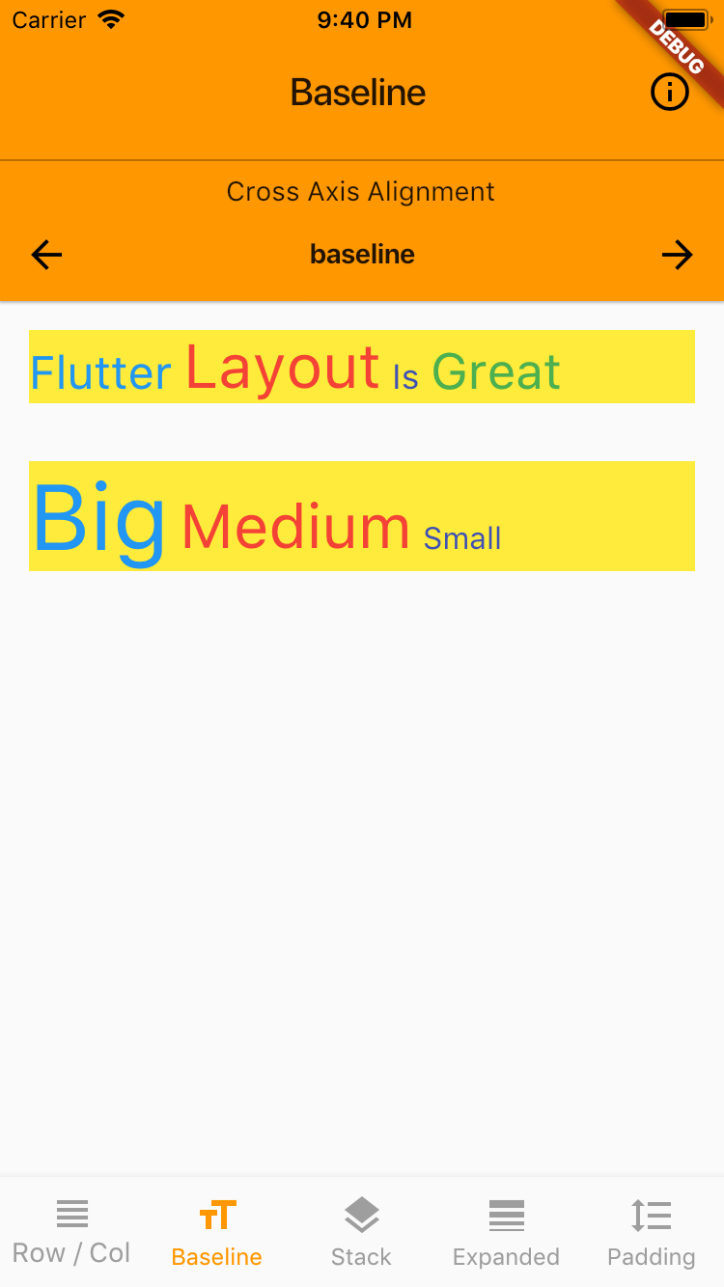 Carrier 9:40 PM
DEBUG
Baseline
Cross Axis Alignment
baseline
Flutter Layout Is Great
Big Medium Small
Row / Col Baseline Stack Expanded Padding